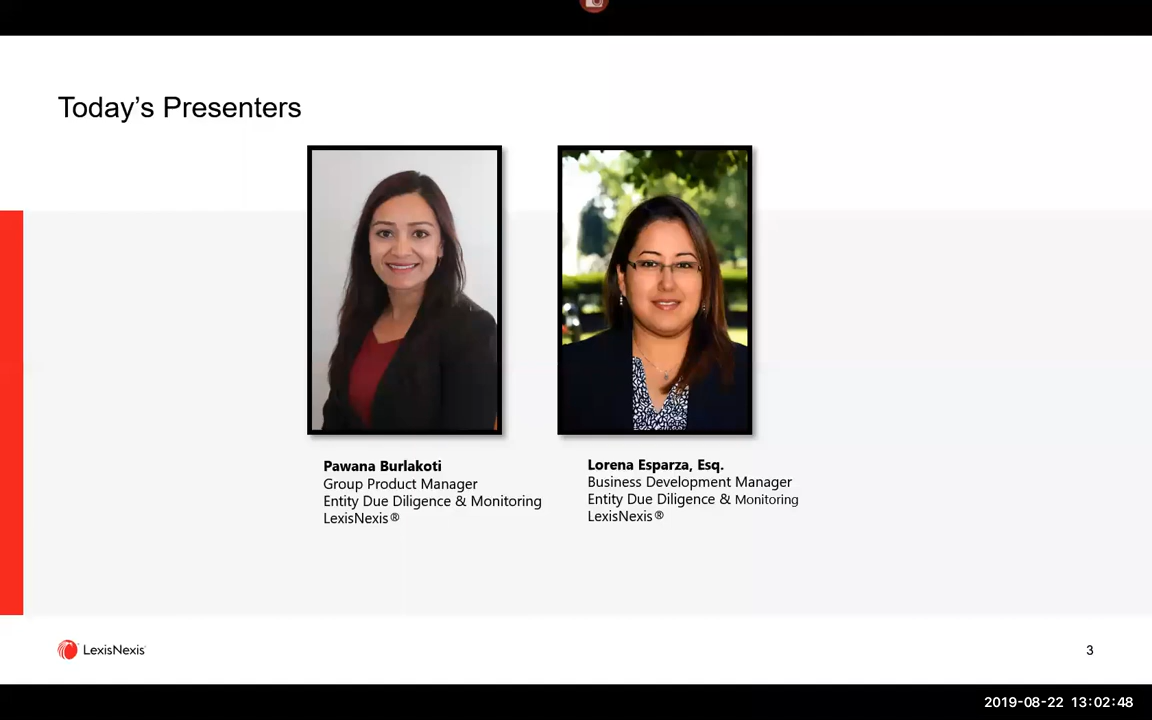 Today’s Presenters
Pawana Burlakoti
Group Product Manager
Entity Due Diligence & Monitoring
LexisNexis®
Lorena Esparza, Esq.
Business Development Manager
Entity Due Diligence & Monitoring
LexisNexis®
LexisNexis
3
2019-08-22 13:02:48